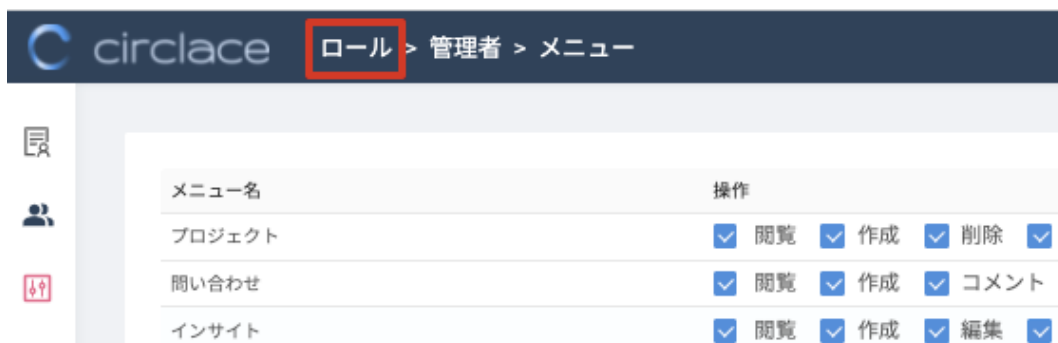 circlace ロール > 管理者 > メニュー
メニュー名 操作
プロジェクト 閲覧 作成 削除
問い合わせ 閲覧 作成 コメント
インサイト 閲覧 作成 編集